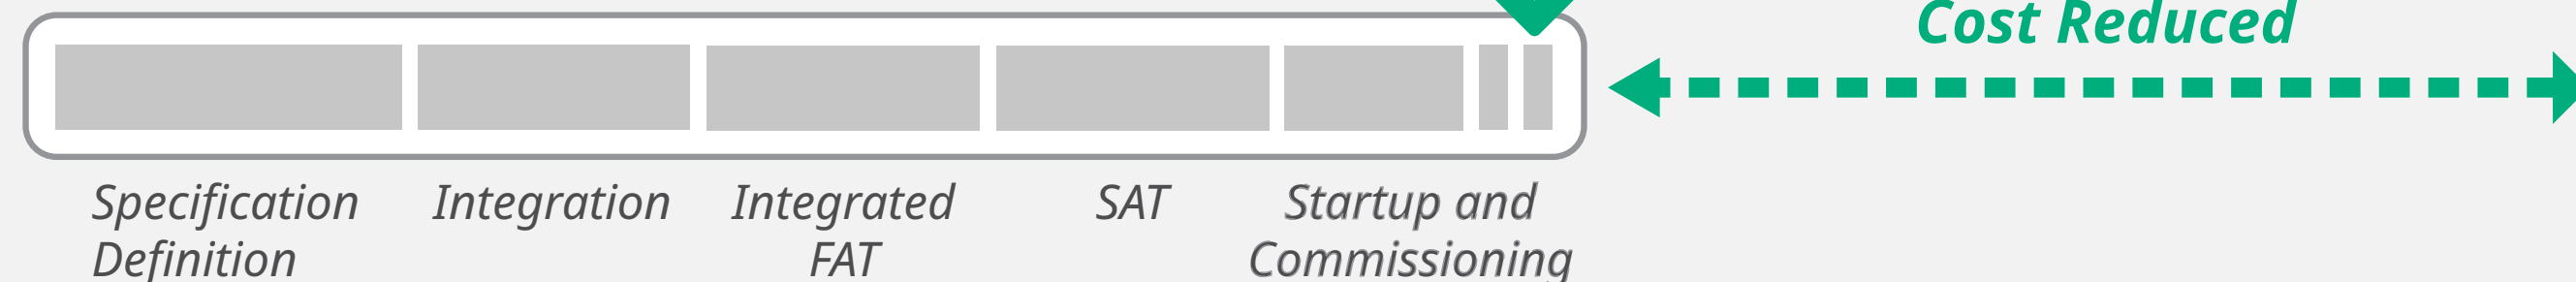 Cost Reduced
Specification
Definition
Integration
Integrated
FAT
SAT
Startup and
Commissioning